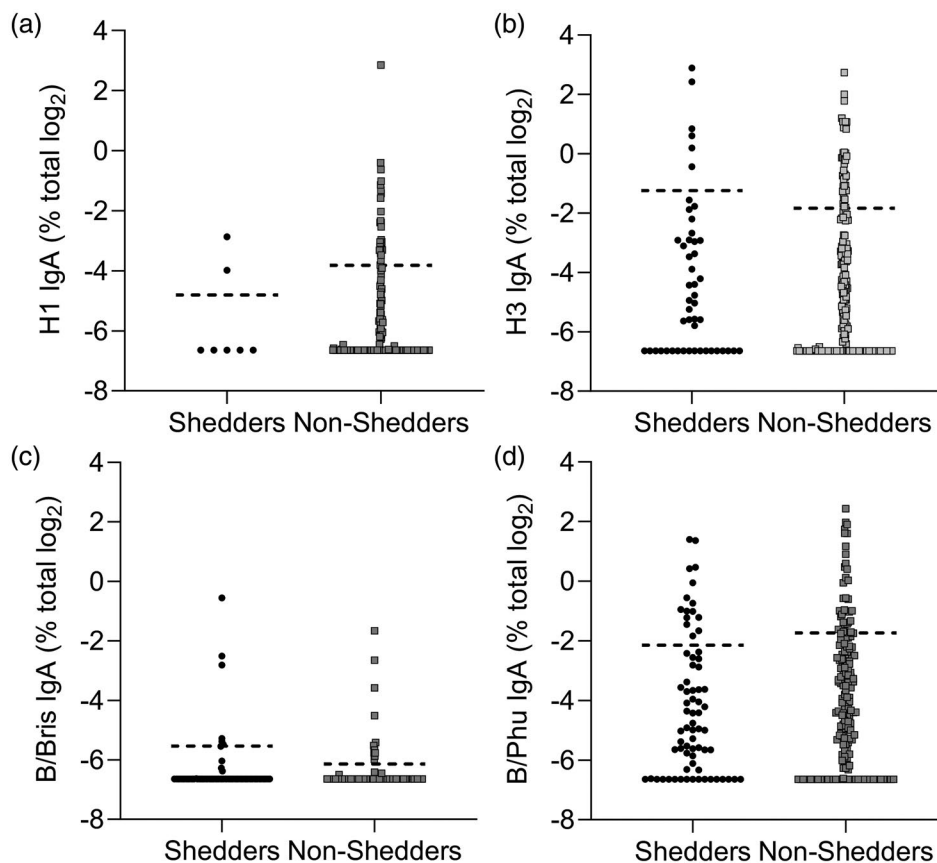 (a)
4
2
0
-2
-4
-6
-8
H1 IgA (% total log2)
Shedders Non-Shedders
(b)
4
2
0
-2
-4
-6
-8
H3 IgA (% total log2)
Shedders Non-Shedders
(c)
4
2
0
-2
-4
-6
-8
B/Bris IgA (% total log2)
Shedders Non-Shedders
(d)
4
2
0
-2
-4
-6
-8
B/Phu IgA (% total log2)
Shedders Non-Shedders